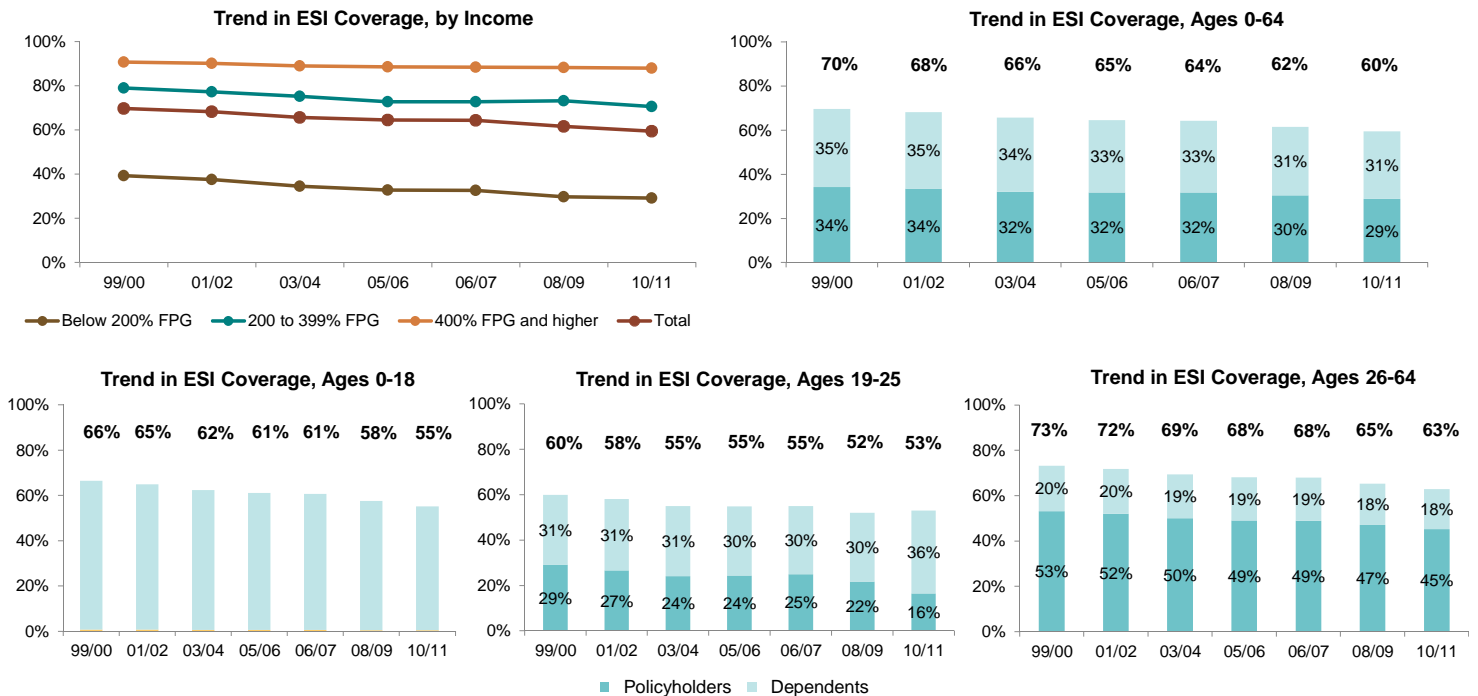 Trend in ESI Coverage, by Income
100%
80%
60%
40%
20%
0%
99/00 01/02 03/04 05/06 06/07 08/09 10/11
Below 200% FPG 200 to 399% FPG 400% FPG and higher Total
Trend in ESI Coverage, Ages 0-64
100%
80%
60%
40%
20%
0%
70% 68% 66% 65% 64% 62% 60%
35% 35% 34% 33% 33% 31% 31%
34% 34% 32% 32% 32% 30% 29%
99/00 01/02 03/04 05/06 06/07 08/09 10/11
Trend in ESI Coverage, Ages 0-18
100%
80%
60%
40%
20%
0%
66% 65% 62% 61% 61% 58% 55%
99/00 01/02 03/04 05/06 06/07 08/09 10/11
Trend in ESI Coverage, Ages 19-25
100%
80%
60%
40%
20%
0%
60% 58% 55% 55% 55% 52% 53%
31% 31% 31% 30% 30% 30% 36%
29% 27% 24% 24% 25% 22% 16%
99/00 01/02 03/04 05/06 06/07 08/09 10/11
Trend in ESI Coverage, Ages 26-64
100%
80%
60%
40%
20%
0%
73% 72% 69% 68% 68% 65% 63%
20% 20% 19% 19% 19% 18% 18%
53% 52% 50% 49% 49% 47% 45%
99/00 01/02 03/04 05/06 06/07 08/09 10/11
Policyholders Dependents